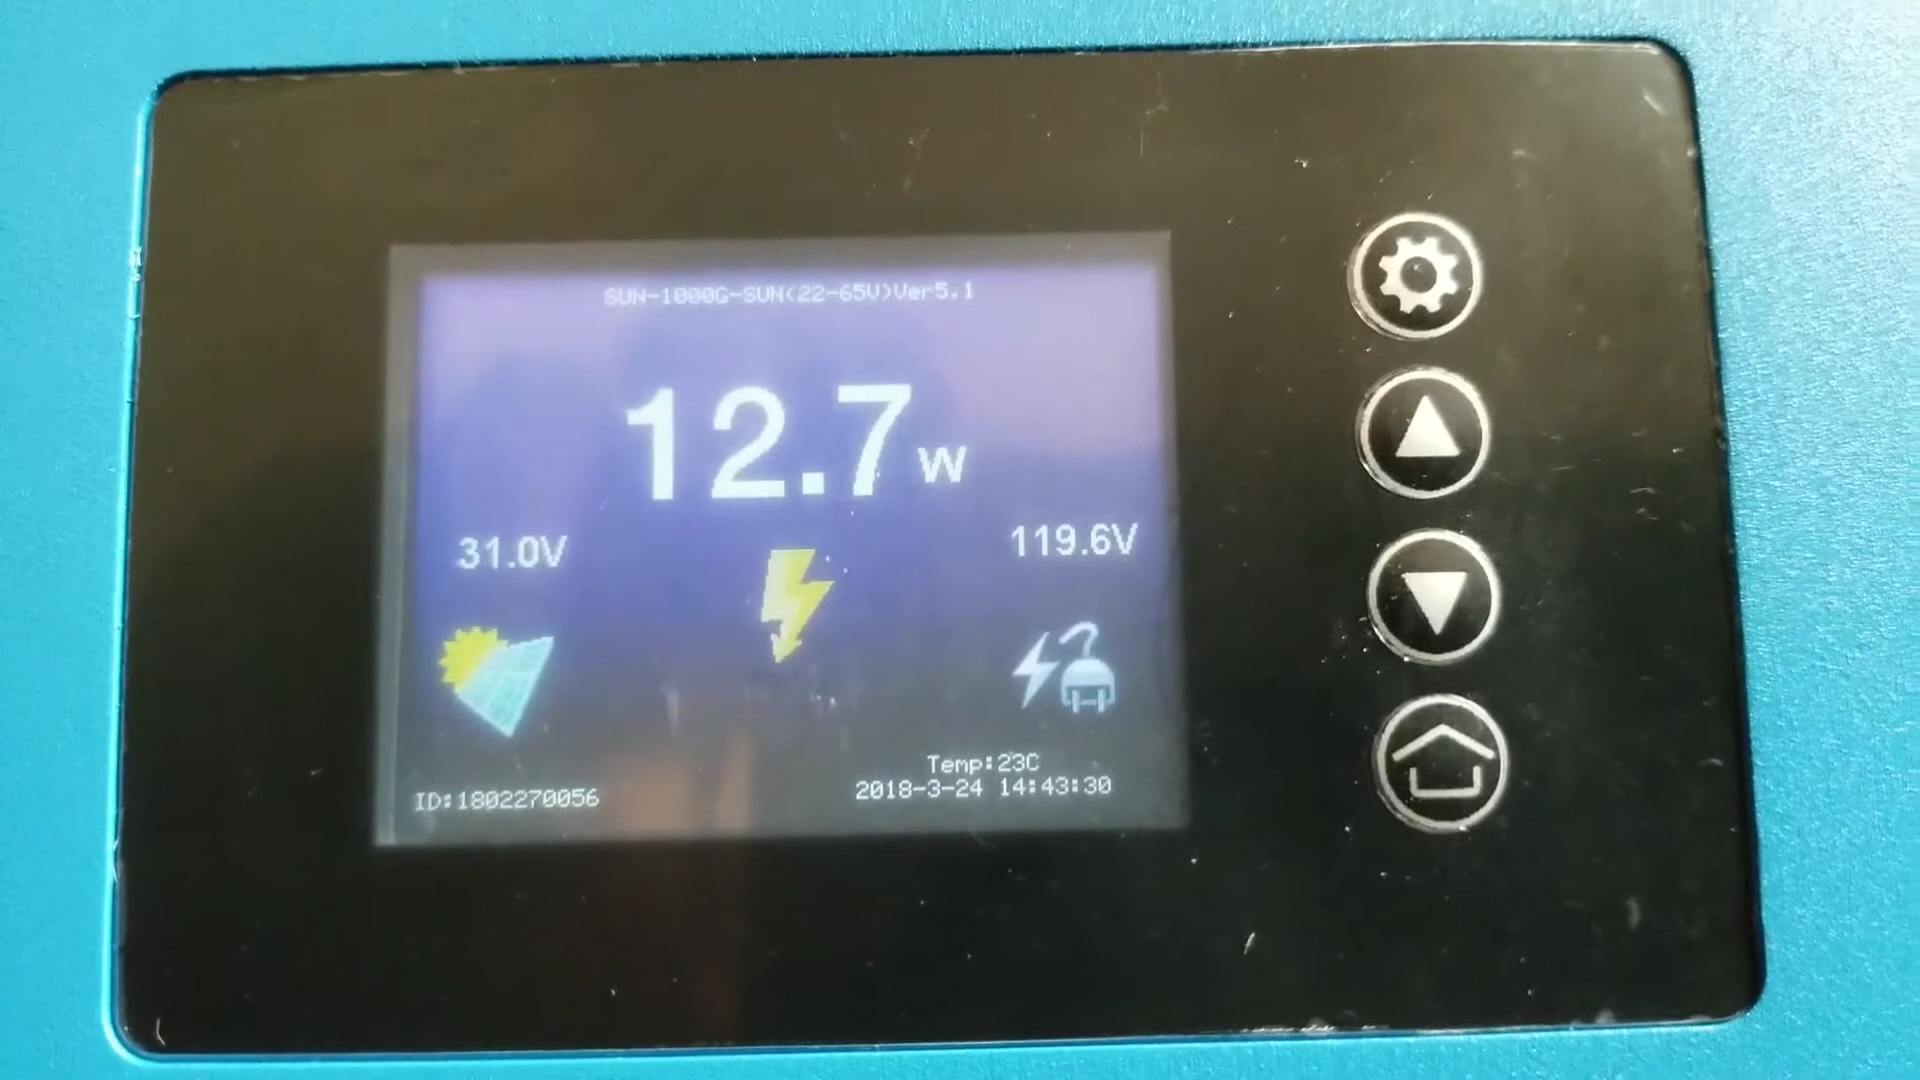 SUN-1000G-SUN(22-65V)Ver5.1
12.7W
31.0V
119.6V
Temp:23C
2018-3-24 14:43:30
ID:1802270056